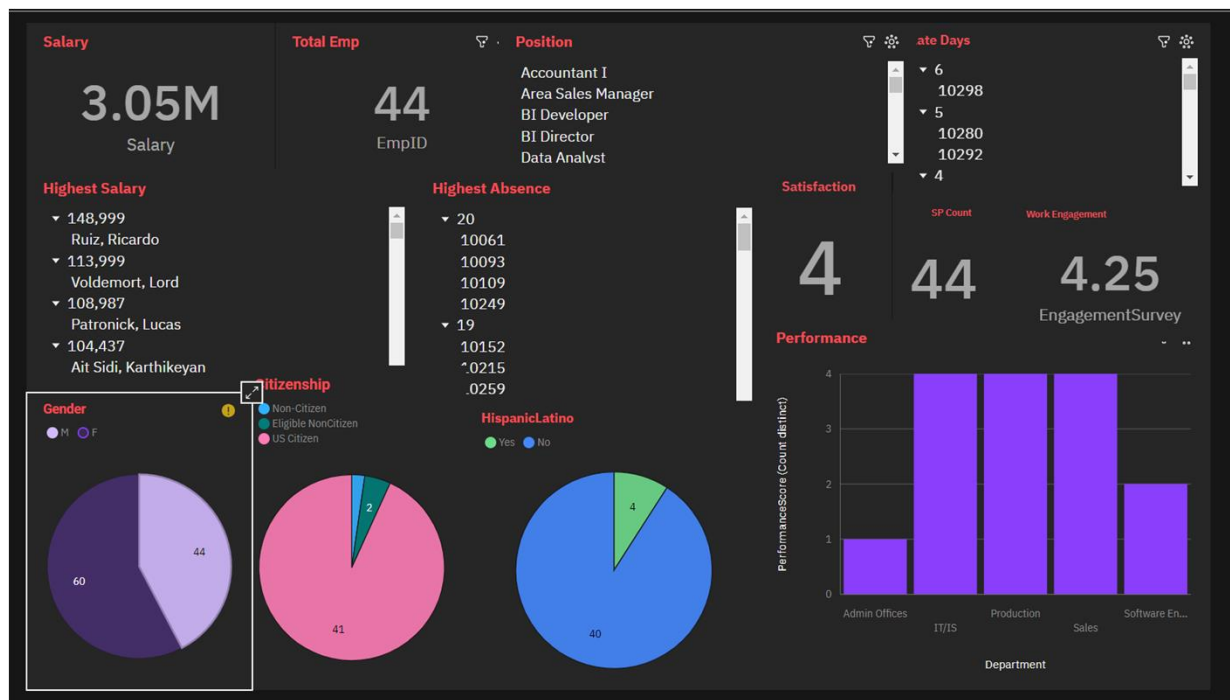 Salary
3.05M
Salary
Total Emp
44
EmpID
Position
Accountant I
Area Sales Manager
BI Developer
BI Director
Data Analyst
ate Days
6
10298
5
10280
10292
4
Highest Salary
148,999
Ruiz, Ricardo
113,999
Voldemort, Lord
108,987
Patronick, Lucas
104,437
Ait Sidi, Karthikeyan
Highest Absence
20
10061
10093
10109
10249
19
10152
10215
0259
Satisfaction
4
SP Count
44
Work Engagement
4.25
EngagementSurvey
Gender
M F
44
60
Citizenship
Non-Citizen
Eligible NonCitizen
US Citizen
2
41
HispanicLatino
Yes No
4
40
Performance
PerformanceScore (Count distinct)
4
3
2
1
0
Admin Offices
IT/IS
Production
Sales
Software En...
Department